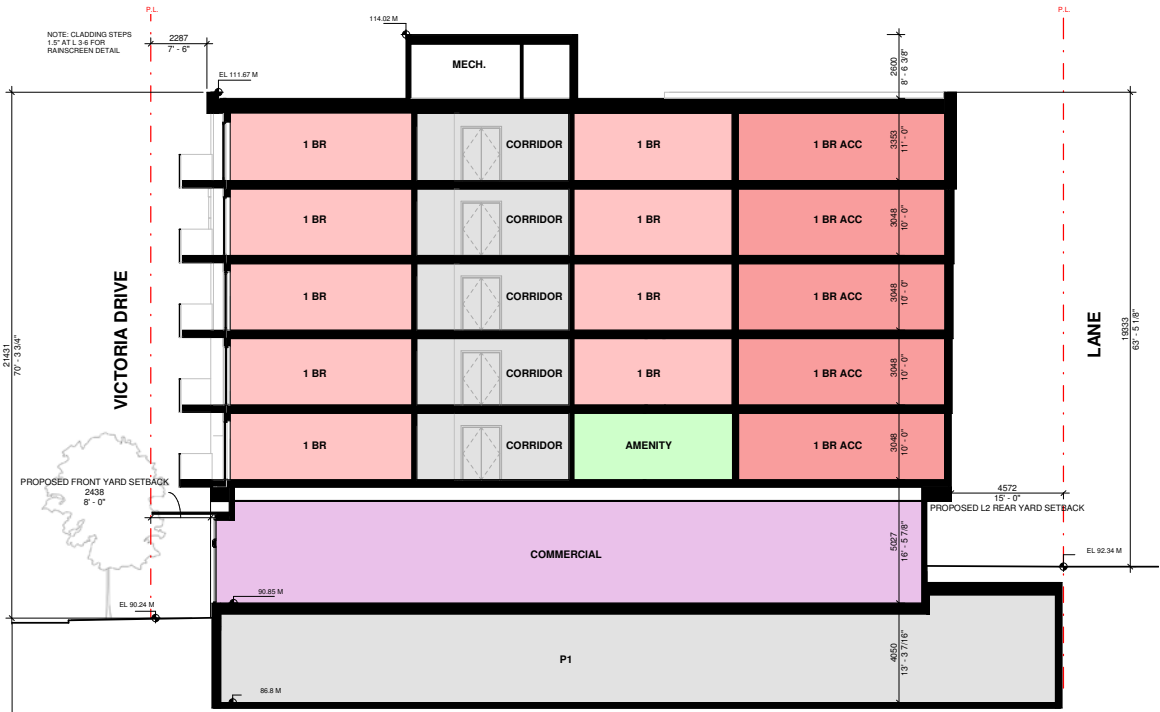 P.L.
P.L.
114.02 M
NOTE: CLADDING STEPS
1.5" AT L 3-6 FOR
RAINSCREEN DETAIL
2287
7' - 6"
MECH.
2600
8' - 6 3/8"
EL 111.67 M
1 BR
CORRIDOR
1 BR
1 BR ACC
3353
11' - 0"
1 BR
CORRIDOR
1 BR
1 BR ACC
3048
10' - 0"
1 BR
CORRIDOR
1 BR
1 BR ACC
3048
10' - 0"
1 BR
CORRIDOR
1 BR
1 BR ACC
3048
10' - 0"
1 BR
CORRIDOR
AMENITY
1 BR ACC
3048
10' - 0"
VICTORIA DRIVE
LANE
21431
70' - 3 3/4"
19333
63' - 5 1/8"
PROPOSED FRONT YARD SETBACK
2438
8' - 0"
4572
15' - 0"
PROPOSED L2 REAR YARD SETBACK
COMMERCIAL
5027
16' - 5 7/8"
EL 92.34 M
EL 90.24 M
90.85 M
P1
4050
13' - 3 7/16"
86.8 M